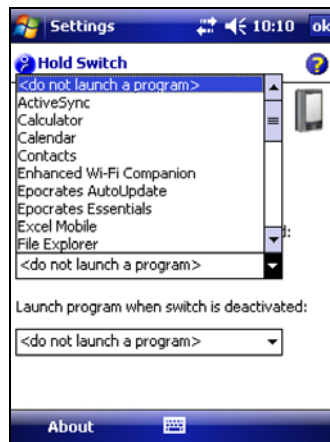 Settings 10:10 ok
Hold Switch
<do not launch a program>
ActiveSync
Calculator
Calendar
Contacts
Enhanced Wi-Fi Companion
Epocrates AutoUpdate
Epocrates Essentials
Excel Mobile
File Explorer
<do not launch a program>
Launch program when switch is deactivated:
<do not launch a program>
About